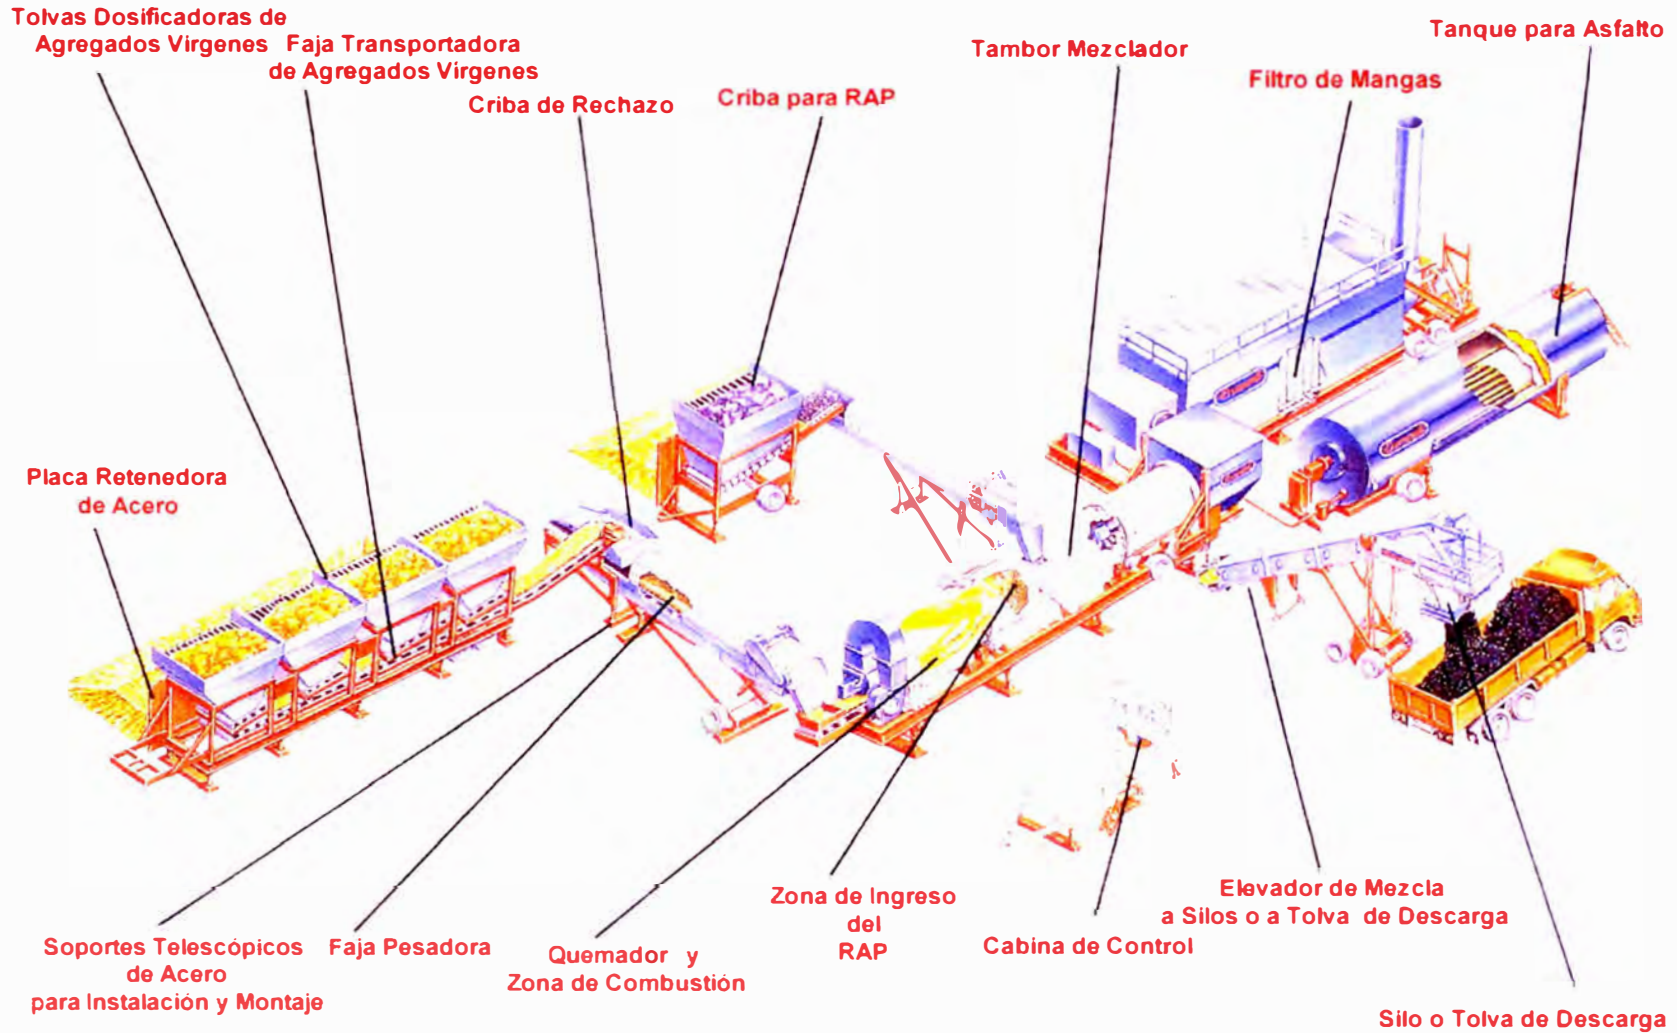 Tolvas Dosificadoras de
Agregados Virgenes
Faja Transportadora
de Agregados Vírgenes
Criba de Rechazo
Criba para RAP
Tambor Mezclador
Filtro de Mangas
Tanque para Asfalto
Placa Retenedora
de Acero
Soportes Telescópicos
de Acero
para Instalación y Montaje
Faja Pesadora
Quemador y
Zona de Combustión
Zona de Ingreso
del
RAP
Cabina de Control
Elevador de Mezcla
a Silos o a Tolva de Descarga
Silo o Tolva de Descarga